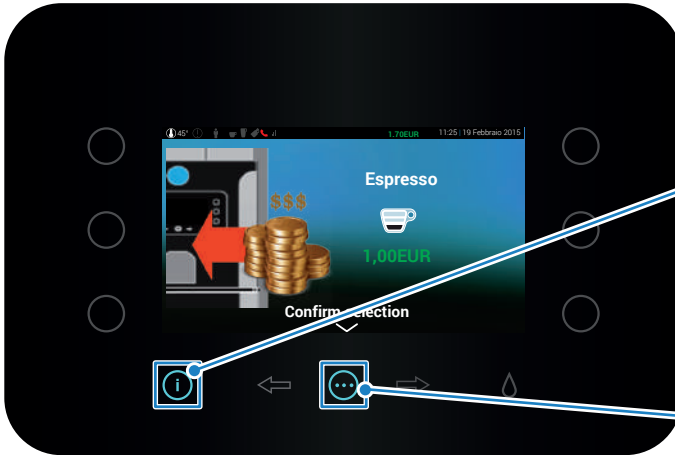 45° 1.70EUR 11:25 | 19 Febbraio 2015
Espresso
$$$
1,00EUR
Confirm selection
i